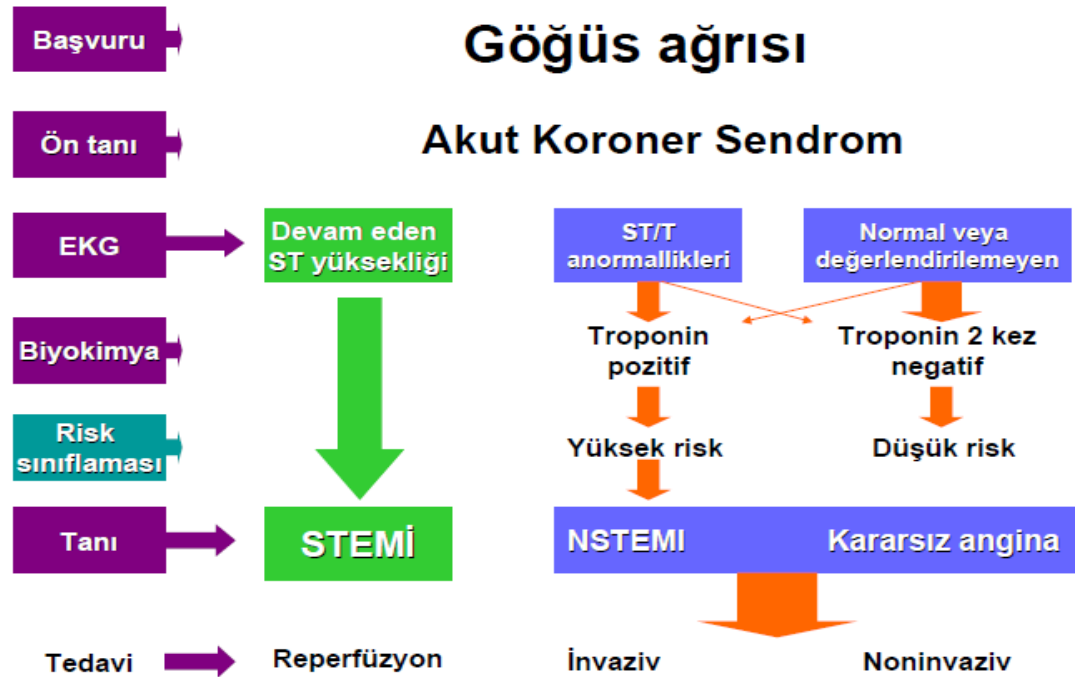 Başvuru
Göğüs ağrısı
Ön tanı
Akut Koroner Sendrom
EKG
Devam eden
ST yüksekliği
ST/T
anormallikleri
Normal veya
değerlendirilemeyen
Biyokimya
Troponin
pozitif
Troponin 2 kez
negatif
Risk
sınıflaması
Yüksek risk
Düşük risk
Tanı
STEMİ
NSTEMI
Kararsız angina
Tedavi
Reperfüzyon
İnvaziv
Noninvaziv